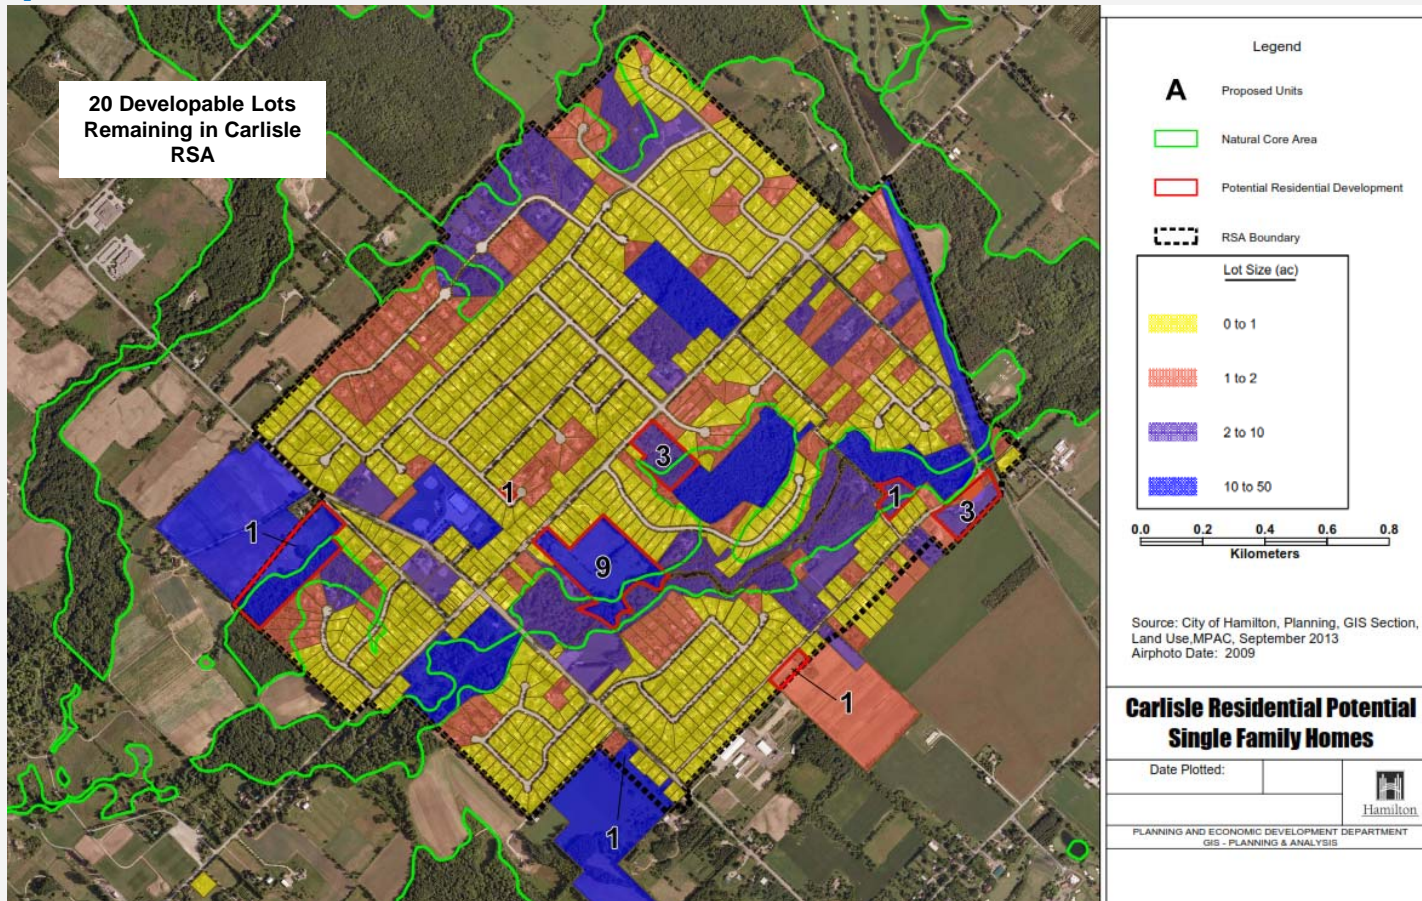 20 Developable Lots
Remaining in Carlisle
RSA
3
1
1
3
1
9
1
1
Legend
A Proposed Units
Natural Core Area
Potential Residential Development
RSA Boundary
Lot Size (ac)
0 to 1
1 to 2
2 to 10
10 to 50
0.0 0.2 0.4 0.6 0.8
Kilometers
Source: City of Hamilton, Planning, GIS Section,
Land Use,MPAC, September 2013
Airphoto Date: 2009
Carlisle Residential Potential
Single Family Homes
Date Plotted:
Hamilton
PLANNING AND ECONOMIC DEVELOPMENT DEPARTMENT
GIS - PLANNING & ANALYSIS